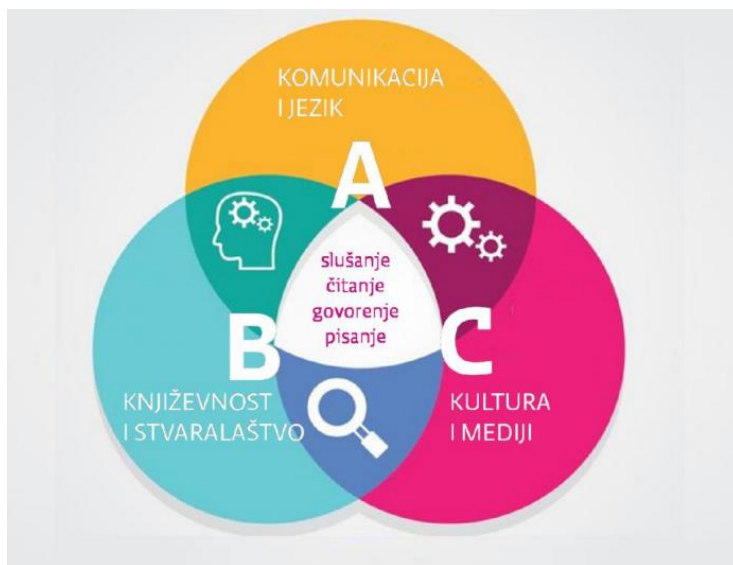 KOMUNIKACIJA
I JEZIK
A
slušanje
čitanje
govorenje
pisanje
B
C
KNJIŽEVNOST
I STVARALAŠTVO
KULTURA
I MEDIJI